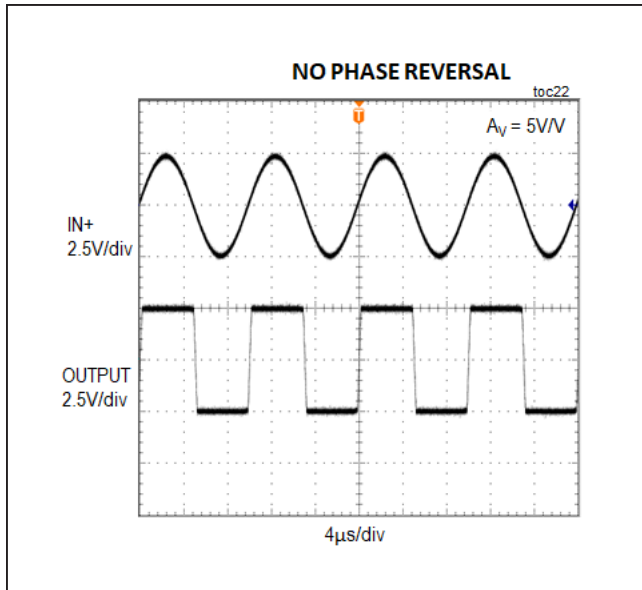 NO PHASE REVERSAL
toc22
T
AV = 5V/V
IN+
2.5V/div
OUTPUT
2.5V/div
4μs/div